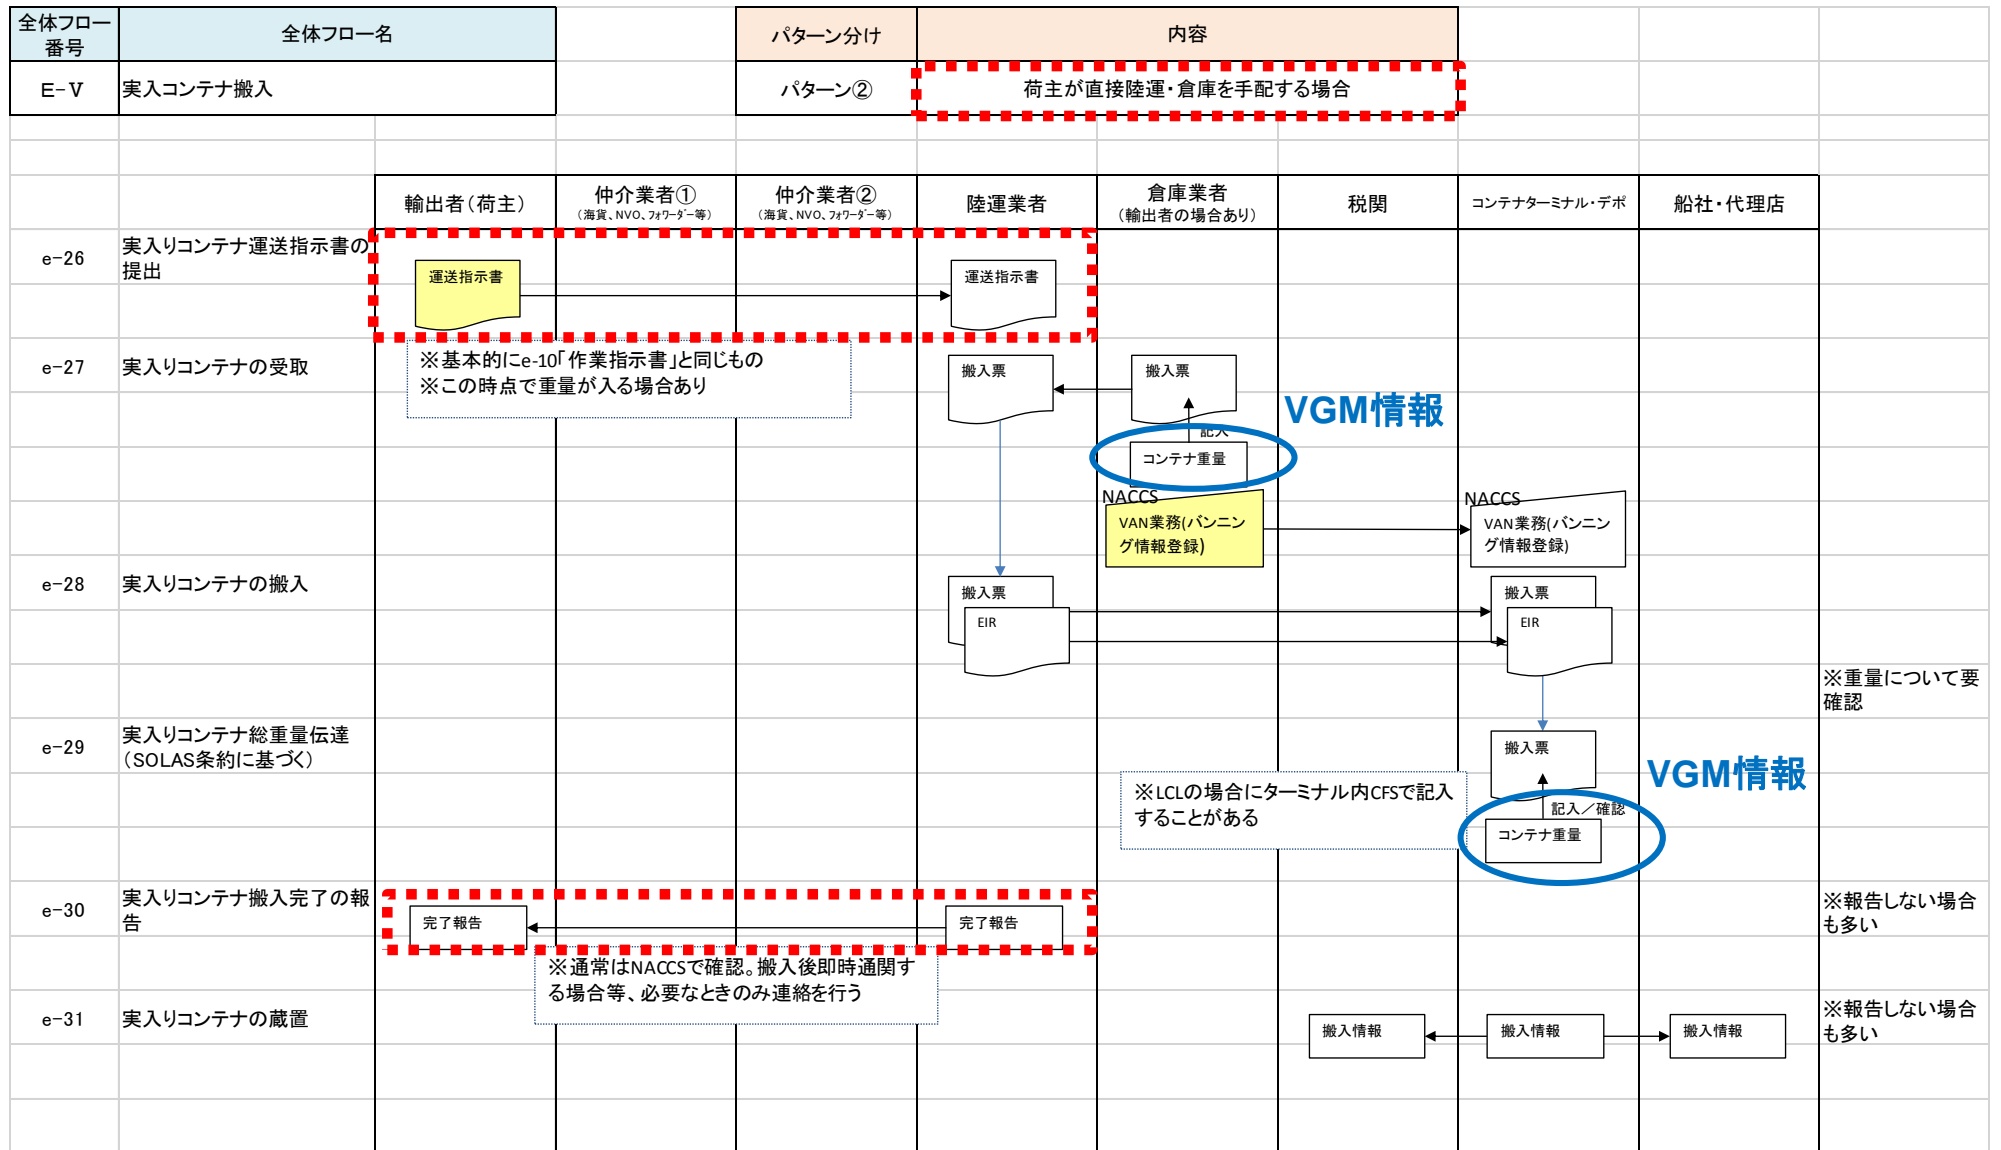 全体フロー
番号
全体フロー名
パターン分け
内容
E-Ⅴ
実入コンテナ搬入
パターン②
荷主が直接陸運・倉庫を手配する場合
輸出者(荷主)
仲介業者①
(海貨、NVO、フォワーダー等)
仲介業者②
(海貨、NVO、フォワーダー等)
陸運業者
倉庫業者
(輸出者の場合あり)
税関
コンテナターミナル・デポ
船社・代理店
e-26
実入りコンテナ運送指示書の
提出
運送指示書
運送指示書
e-27
実入りコンテナの受取
※基本的にe-10「作業指示書」と同じもの
※この時点で重量が入る場合あり
搬入票
搬入票
VGM情報
記入
コンテナ重量
NACCS
VAN業務(バンニン
グ情報登録)
NACCS
VAN業務(バンニン
グ情報登録)
e-28
実入りコンテナの搬入
搬入票
EIR
搬入票
EIR
※重量について要
確認
e-29
実入りコンテナ総重量伝達
(SOLAS条約に基づく)
搬入票
VGM情報
※LCLの場合にターミナル内CFSで記入
することがある
記入/確認
コンテナ重量
e-30
実入りコンテナ搬入完了の報
告
完了報告
完了報告
※報告しない場合
も多い
※通常はNACCSで確認。搬入後即時通関す
る場合等、必要なときのみ連絡を行う
e-31
実入りコンテナの蔵置
搬入情報
搬入情報
搬入情報
※報告しない場合
も多い